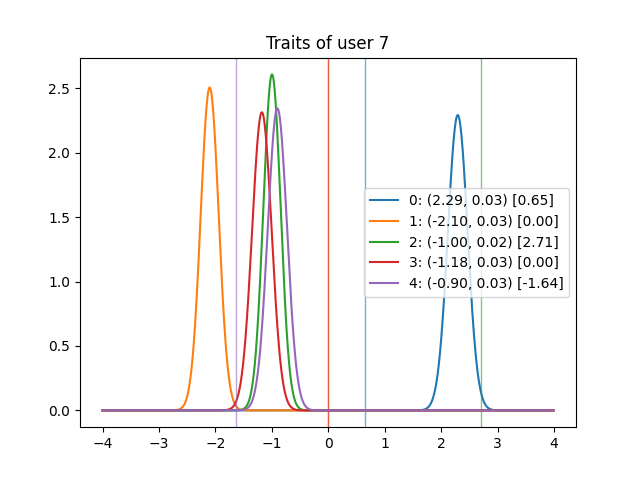 Traits of user 7
2.5
2.0
1.5
1.0
0.5
0.0
0: (2.29, 0.03) [0.65]
1: (-2.10, 0.03) [0.00]
2: (-1.00, 0.02) [2.71]
3: (-1.18, 0.03) [0.00]
4: (-0.90, 0.03) [-1.64]
−4 −3 −2 −1 0 1 2 3 4